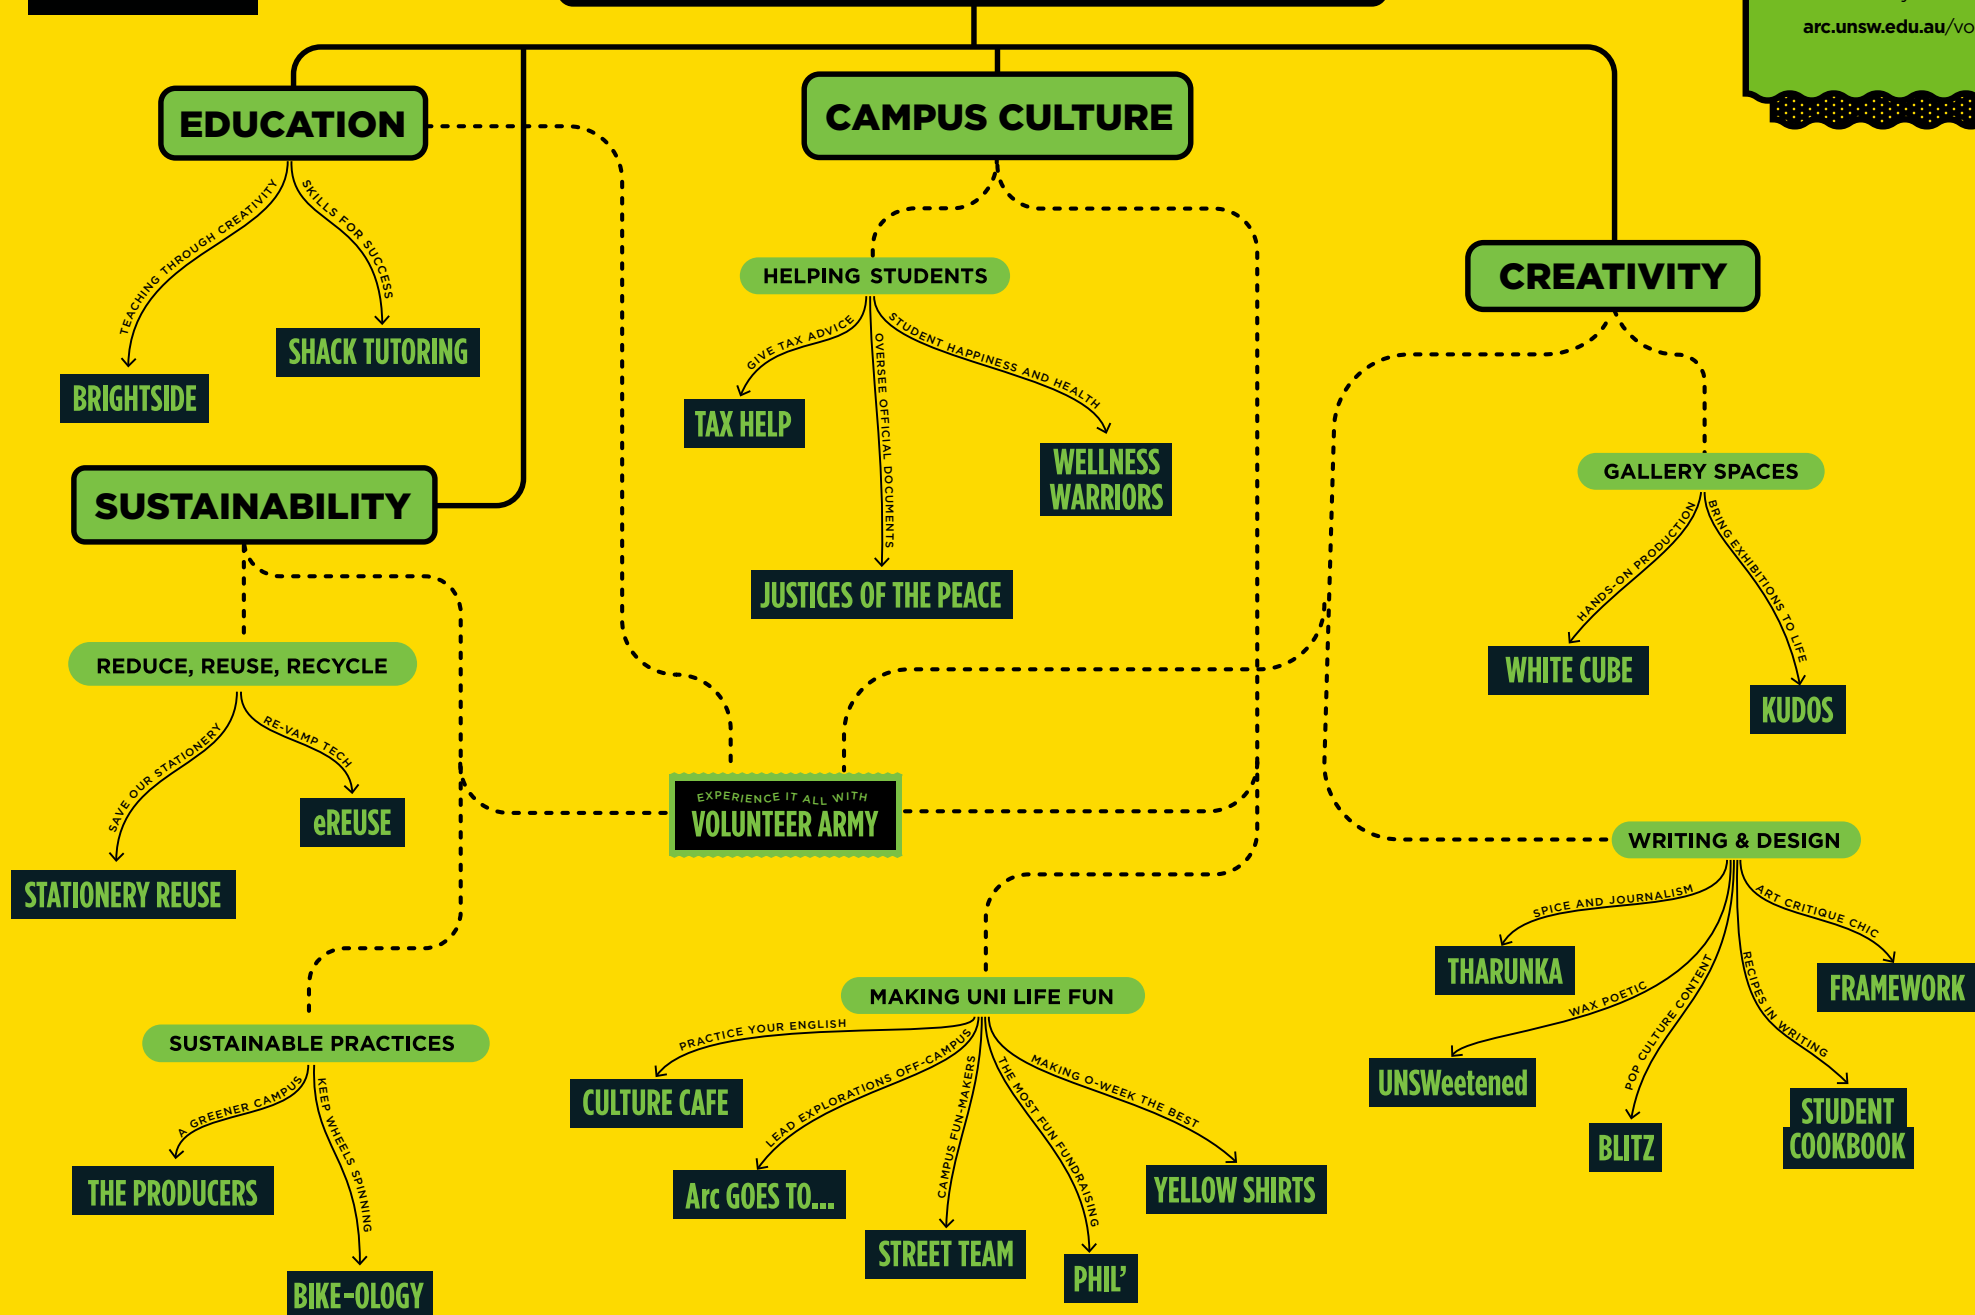 arc.unsw.edu.au/vo
EDUCATION
CAMPUS CULTURE
CREATIVITY
TEACHING THROUGH CREATIVITY
SKILLS FOR SUCCESS
BRIGHTSIDE
SHACK TUTORING
HELPING STUDENTS
GIVE TAX ADVICE
OVERSEE OFFICIAL DOCUMENTS
STUDENT HAPPINESS AND HEALTH
TAX HELP
WELLNESS
WARRIORS
JUSTICES OF THE PEACE
GALLERY SPACES
HANDS-ON PRODUCTION
BRING EXHIBITIONS TO LIFE
WHITE CUBE
KUDOS
SUSTAINABILITY
REDUCE, REUSE, RECYCLE
SAVE OUR STATIONERY
RE-VAMP TECH
eREUSE
STATIONERY REUSE
EXPERIENCE IT ALL WITH
VOLUNTEER ARMY
WRITING & DESIGN
SPICE AND JOURNALISM
WAX POETIC
POP CULTURE CONTENT
RECIPES IN WRITING
ART CRITIQUE CHIC
THARUNKA
FRAMEWORK
UNSWeetened
BLITZ
STUDENT
COOKBOOK
SUSTAINABLE PRACTICES
A GREENER CAMPUS
KEEP WHEELS SPINNING
THE PRODUCERS
BIKE-OLOGY
MAKING UNI LIFE FUN
PRACTICE YOUR ENGLISH
LEAD EXPLORATIONS OFF-CAMPUS
CAMPUS FUN-MAKERS
THE MOST FUN FUNDRAISING
MAKING O-WEEK THE BEST
CULTURE CAFE
Arc GOES TO...
STREET TEAM
PHIL'
YELLOW SHIRTS